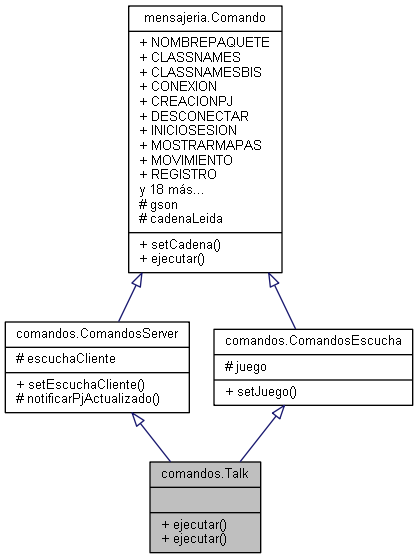 mensajeria.Comando
+ NOMBREPAQUETE
+ CLASSNAMES
+ CLASSNAMESBIS
+ CONEXION
+ CREACIONPJ
+ DESCONECTAR
+ INICIOSESION
+ MOSTRARMAPAS
+ MOVIMIENTO
+ REGISTRO
y 18 más...
# gson
# cadenaLeida
+ setCadena()
+ ejecutar()
comandos.ComandosServer
# escuchaCliente
+ setEscuchaCliente()
# notificarPjActualizado()
comandos.ComandosEscucha
# juego
+ setJuego()
comandos.Talk
+ ejecutar()
+ ejecutar()